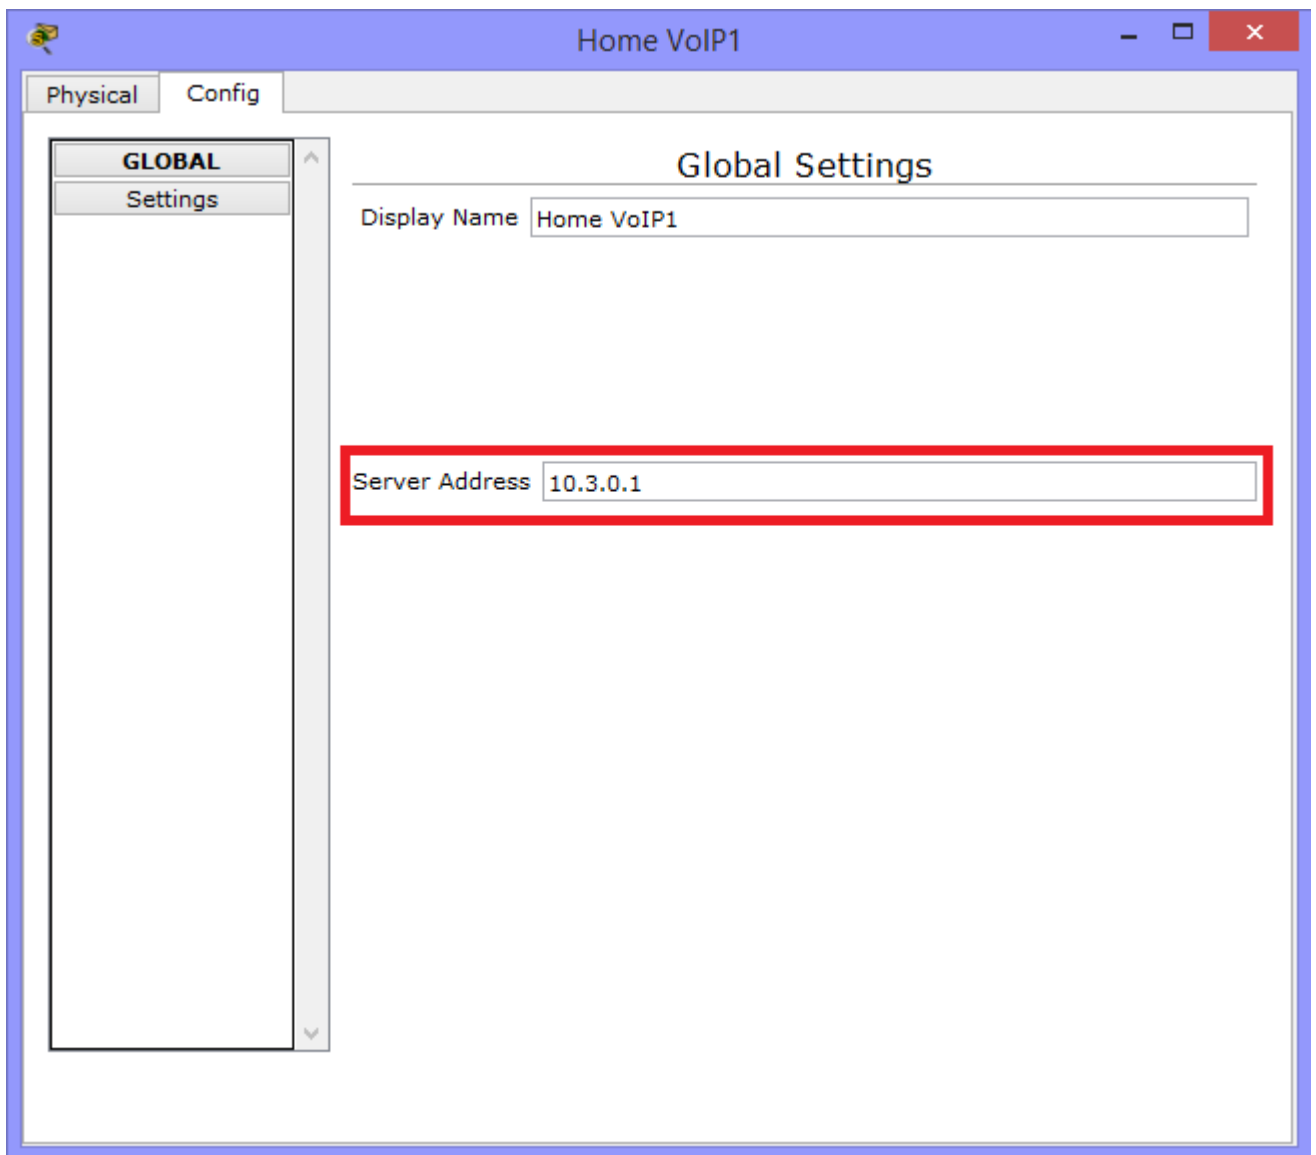 Home VoIP1
Physical Config
GLOBAL
Settings
Global Settings
Display Name Home VoIP1
Server Address 10.3.0.1